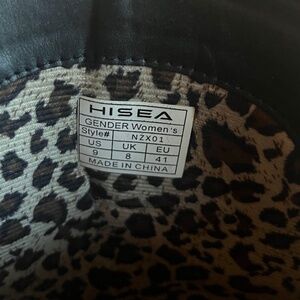 HISEA
GENDER Women's
Style# NZX01
US UK EU
9 8 41
MADE IN CHINA